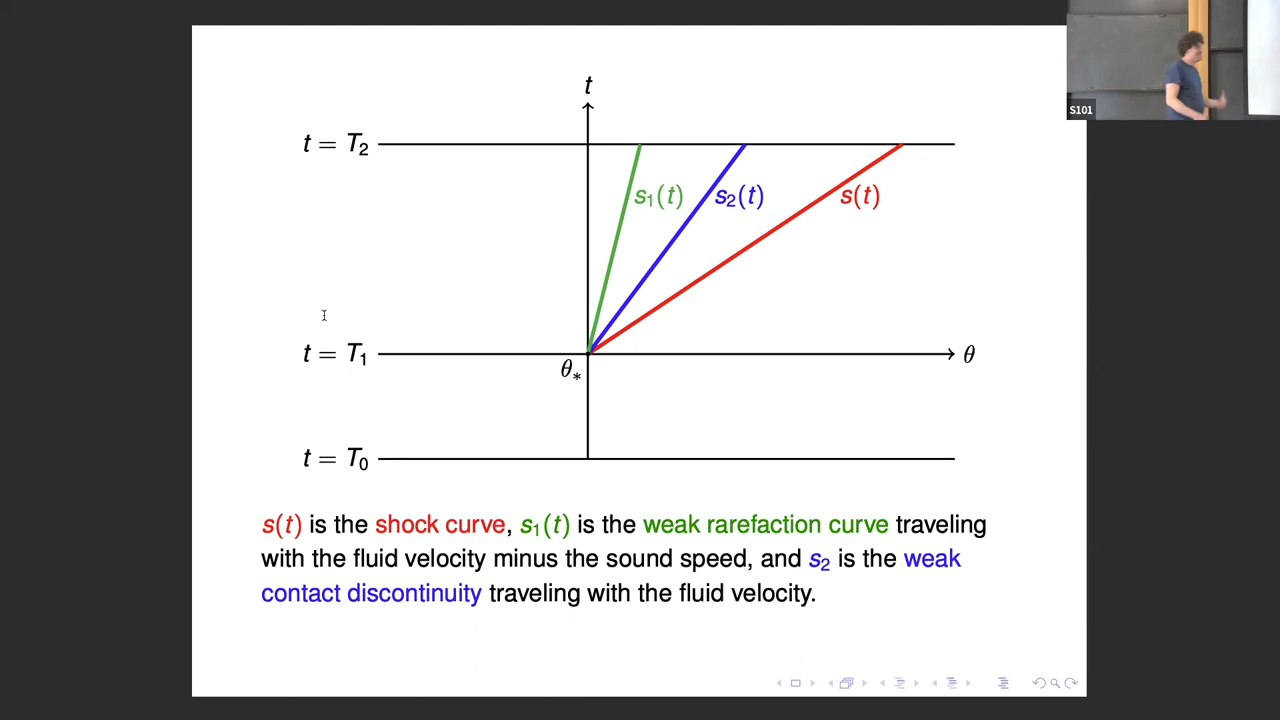 S101
t
t = T₂
s₁(t) s₂(t) s(t)
t = T₁
θ
θ*
t = T₀
s(t) is the shock curve, s₁(t) is the weak rarefaction curve traveling
with the fluid velocity minus the sound speed, and s₂ is the weak
contact discontinuity traveling with the fluid velocity.